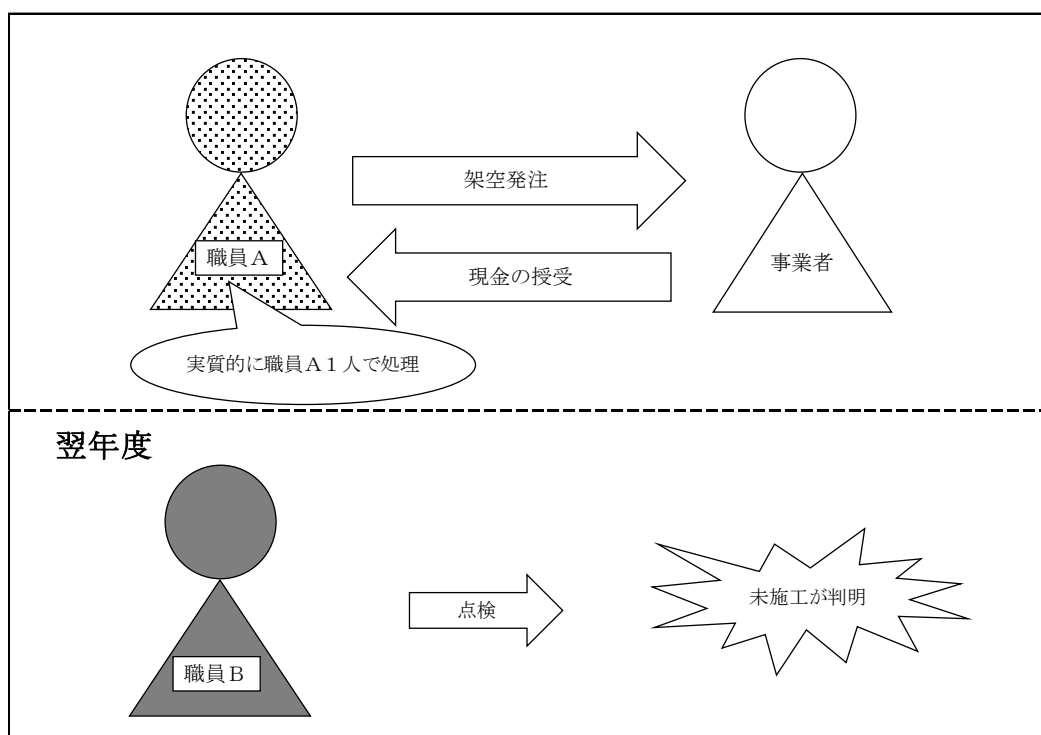 架空発注
職員Ａ
現金の授受
事業者
実質的に職員Ａ１人で処理
翌年度
点検
未施工が判明
職員Ｂ